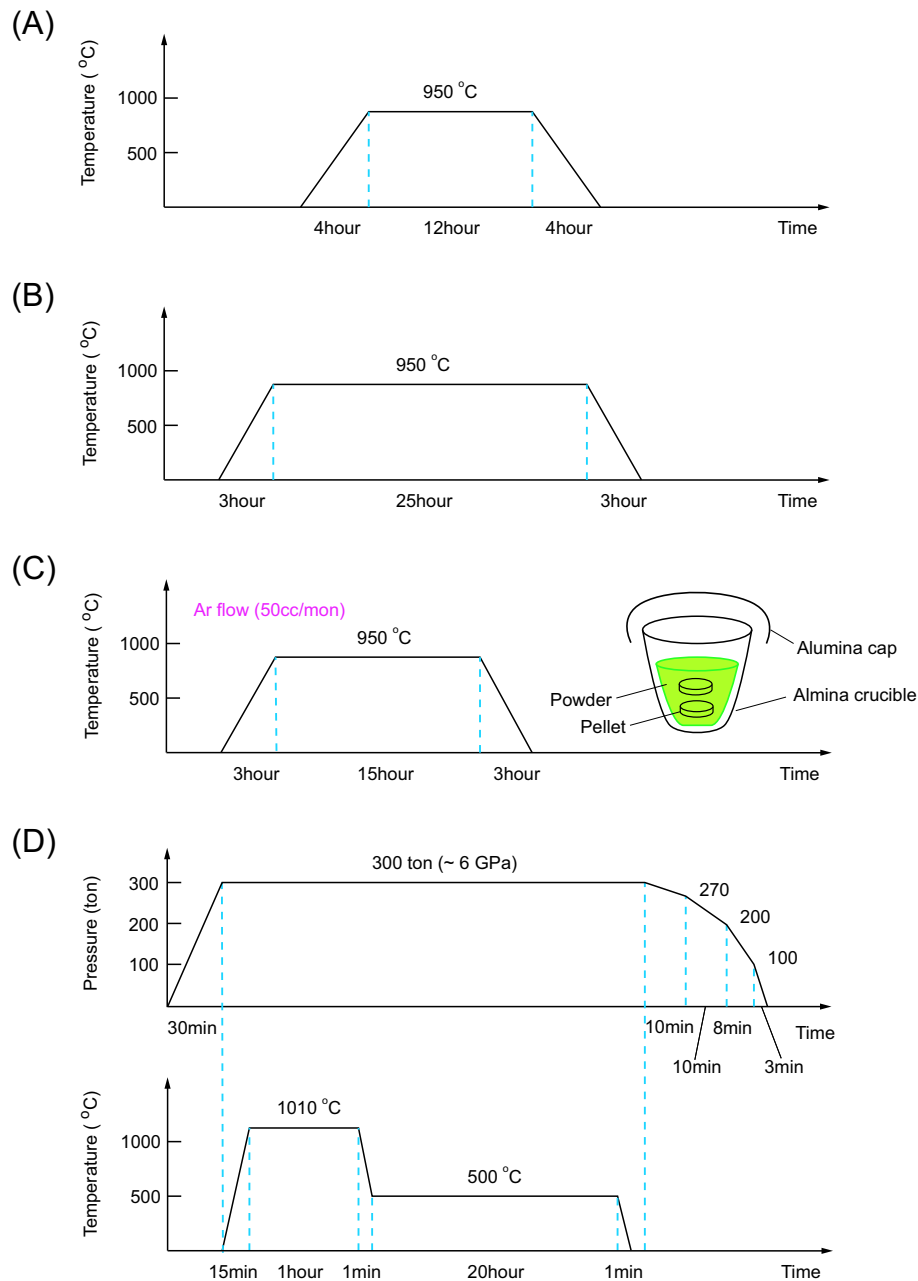 (A)
Temperature ( °C)
1000
500
950 °C
4hour 12hour 4hour Time
(B)
Temperature ( °C)
1000
500
950 °C
3hour 25hour 3hour Time
(C)
Temperature ( °C)
Ar flow (50cc/mon)
1000
500
950 °C
3hour 15hour 3hour Time
Alumina cap
Powder
Almina crucible
Pellet
(D)
Pressure (ton)
300 ton (~ 6 GPa)
300
200
100
270
200
100
30min 10min 8min Time
10min 3min
Temperature ( °C)
1010 °C
1000
500 °C
500
15min 1hour 1min 20hour 1min Time